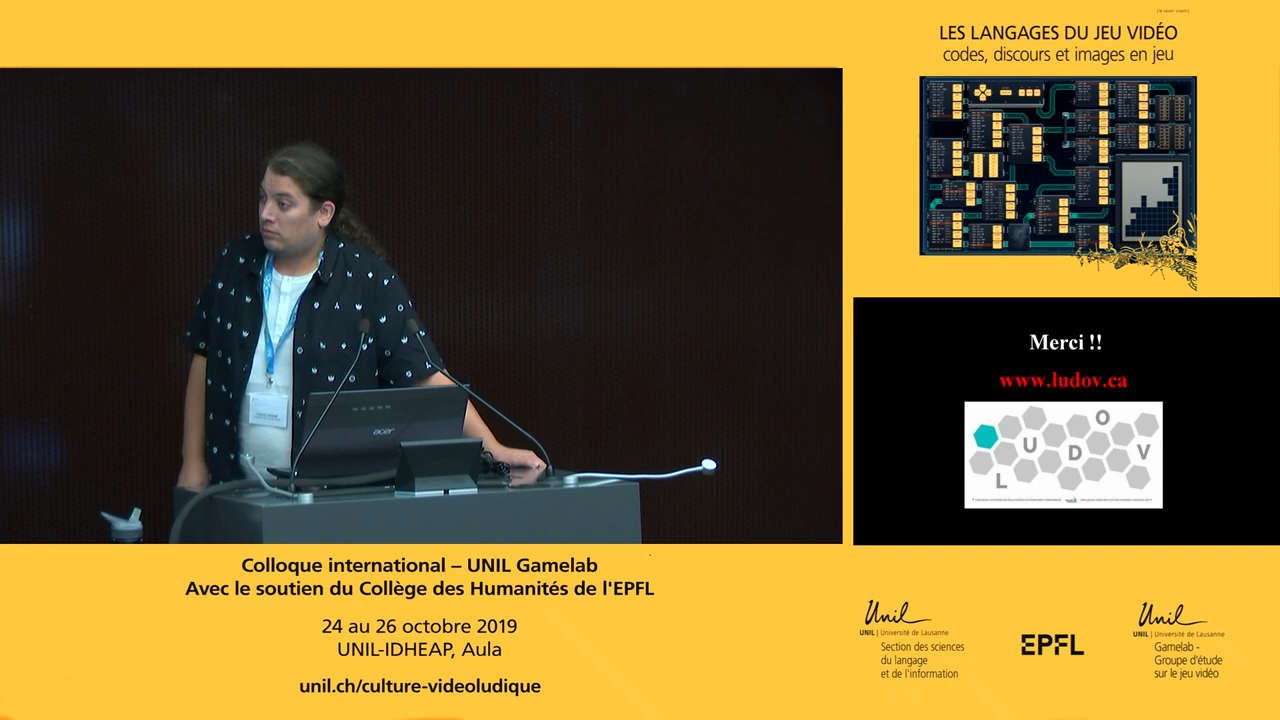 (le savoir vivant)
LES LANGAGES DU JEU VIDÉO
codes, discours et images en jeu
acer
Merci !!
www.ludov.ca
L U D O V
Colloque international – UNIL Gamelab
Avec le soutien du Collège des Humanités de l'EPFL
24 au 26 octobre 2019
UNIL-IDHEAP, Aula
unil.ch/culture-videoludique
Unil
UNIL | Université de Lausanne
Section des sciences
du langage
et de l'information
EPFL
Unil
UNIL | Université de Lausanne
Gamelab -
Groupe d'étude
sur le jeu vidéo